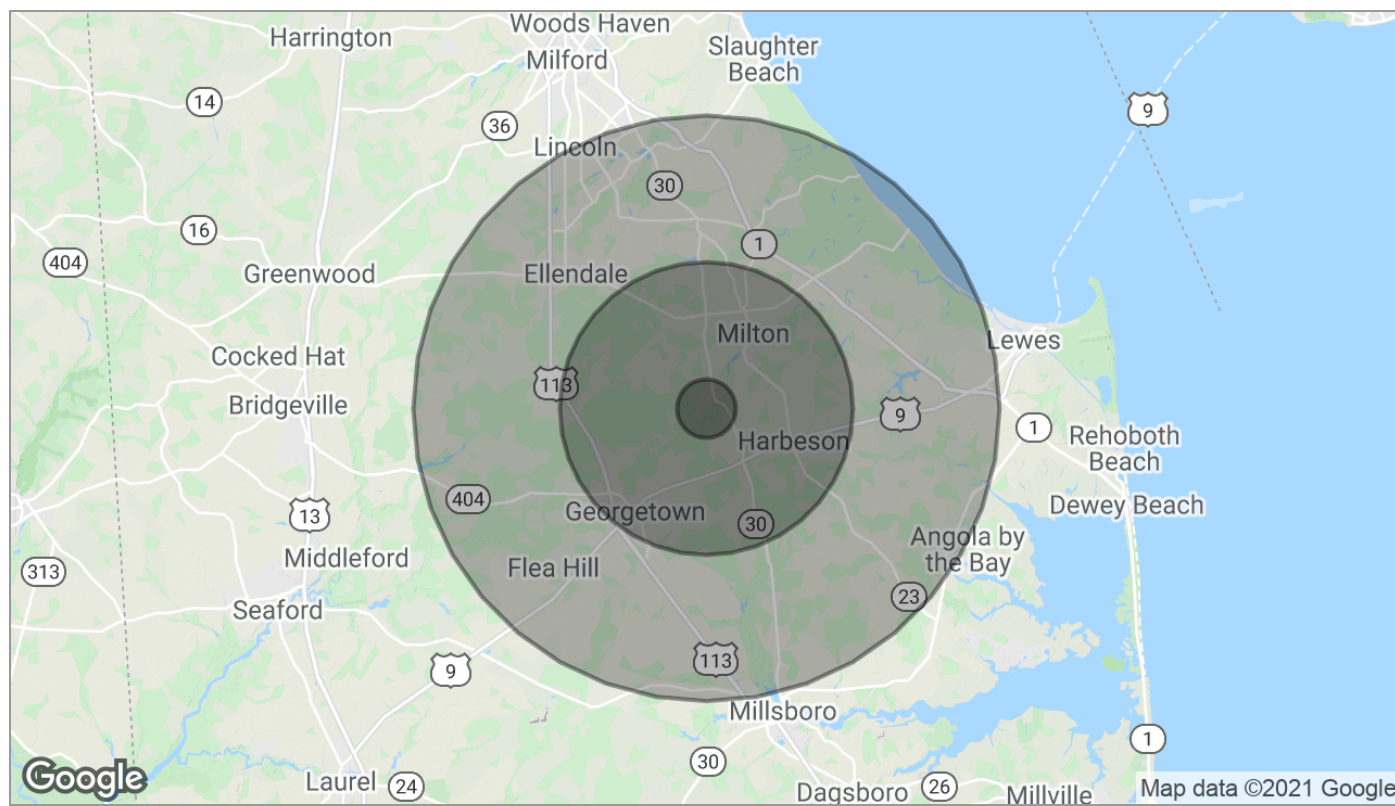 Woods Haven
Harrington
Milford
Slaughter
Beach
14
9
36
Lincoln
30
16
1
404
Greenwood
Ellendale
Milton
Lewes
Cocked Hat
113
Bridgeville
9
1
Harbeson
Rehoboth
Beach
404
Dewey Beach
13
Georgetown
30
Angola by
the Bay
Middleford
Flea Hill
313
23
Seaford
113
9
Millsboro
1
30
Google
Laurel
24
Dagsboro
26
Millville
Map data ©2021 Google